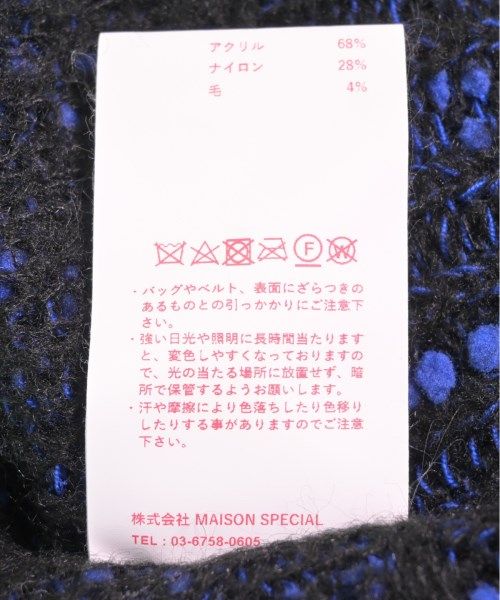 アクリル 68%
ナイロン 28%
毛 4%
F W
・バッグやベルト、表面にざらつきの
あるものとの引っかかりにご注意下
さい。
・強い日光や照明に長時間当たります
と、変色しやすくなっておりますの
で、光の当たる場所に放置せず、暗
所で保管するようお願いします。
・汗や摩擦により色落ちしたり色移り
したりする事がありますのでご注意
下さい。
株式会社 MAISON SPECIAL
TEL : 03-6758-0605